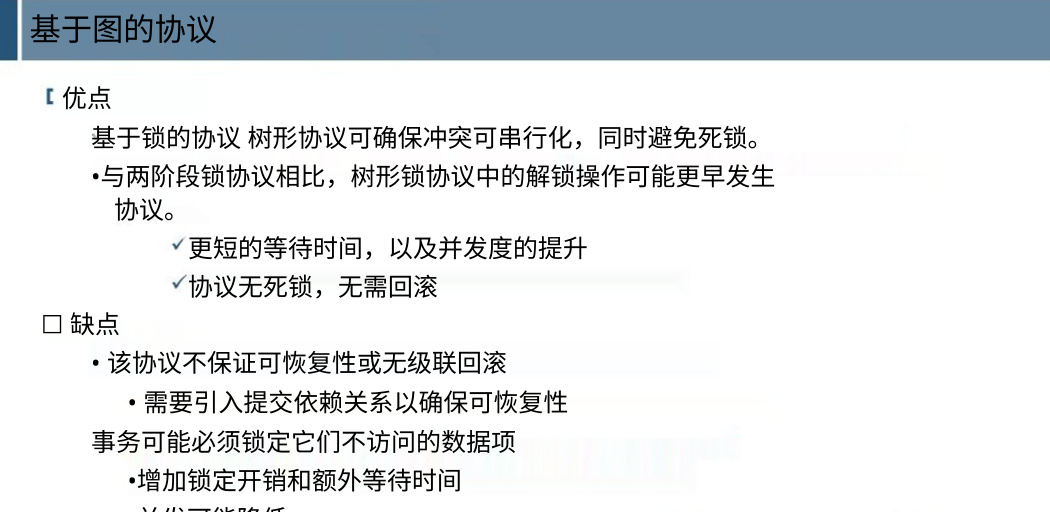 基于图的协议
优点
基于锁的协议 树形协议可确保冲突可串行化，同时避免死锁。
•与两阶段锁协议相比，树形锁协议中的解锁操作可能更早发生
协议。
✓更短的等待时间，以及并发度的提升
✓协议无死锁，无需回滚
□ 缺点
• 该协议不保证可恢复性或无级联回滚
• 需要引入提交依赖关系以确保可恢复性
事务可能必须锁定它们不访问的数据项
•增加锁定开销和额外等待时间